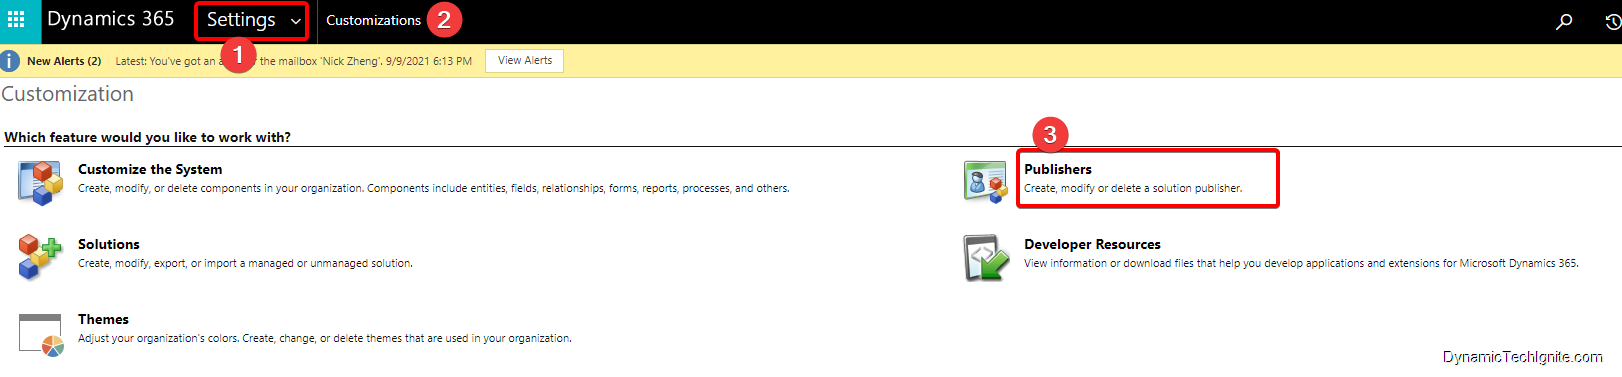 Dynamics 365 Settings Customizations 2
1
New Alerts (2) Latest: You've got an a the mailbox 'Nick Zheng'. 9/9/2021 6:13 PM View Alerts
Customization
Which feature would you like to work with?
3
Customize the System
Create, modify, or delete components in your organization. Components include entities, fields, relationships, forms, reports, processes, and others.
Publishers
Create, modify or delete a solution publisher.
Solutions
Create, modify, export, or import a managed or unmanaged solution.
Developer Resources
View information or download files that help you develop applications and extensions for Microsoft Dynamics 365.
Themes
Adjust your organization's colors. Create, change, or delete themes that are used in your organization.
DynamicTechIgnite.com